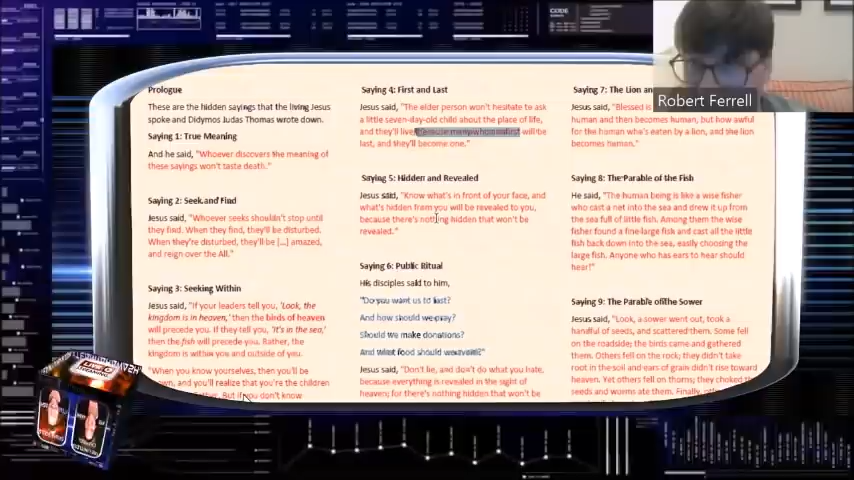 CODE
Robert Ferrell
Prologue
These are the hidden sayings that the living Jesus
spoke and Didymos Judas Thomas wrote down.
Saying 1: True Meaning
And he said, "Whoever discovers the meaning of
these sayings won't taste death."
Saying 2: Seek and Find
Jesus said, "Whoever seeks shouldn't stop until
they find. When they find, they'll be disturbed.
When they're disturbed, they'll be […] amazed,
and reign over the All."
Saying 3: Seeking Within
Jesus said, "If your leaders tell you, 'Look, the
kingdom is in heaven,' then the birds of heaven
will precede you. If they tell you, 'It's in the sea,'
then the fish will precede you. Rather, the
kingdom is within you and outside of you.
"When you know yourselves, then you'll be
and you'll realize that you're the children
But if you don't know
Saying 4: First and Last
Jesus said, "The elder person won't hesitate to ask
a little seven-day-old child about the place of life,
and they'll live, because many who are first will be
last, and they'll become one."
Saying 5: Hidden and Revealed
Jesus said, "Know what's in front of your face, and
what's hidden from you will be revealed to you,
because there's nothing hidden that won't be
revealed."
Saying 6: Public Ritual
His disciples said to him,
"Do you want us to fast?
And how should we pray?
Should we make donations?
And what food should we avoid?"
Jesus said, "Don't lie, and don't do what you hate,
because everything is revealed in the sight of
heaven; for there's nothing hidden that won't be
Saying 7: The Lion and
Jesus said, "Blessed is
human and then becomes human, but how awful
for the human who's eaten by a lion, and the lion
becomes human."
Saying 8: The Parable of the Fish
He said, "The human being is like a wise fisher
who cast a net into the sea and drew it up from
the sea full of little fish. Among them the wise
fisher found a fine large fish and cast all the little
fish back down into the sea, easily choosing the
large fish. Anyone who has ears to hear should
hear!"
Saying 9: The Parable of the Sower
Jesus said, "Look, a sower went out, took a
handful of seeds, and scattered them. Some fell
on the roadside; the birds came and gathered
them. Others fell on the rock; they didn't take
root in the soil and ears of grain didn't rise toward
heaven. Yet others fell on thorns; they choked the
seeds and worms ate them. Finally,